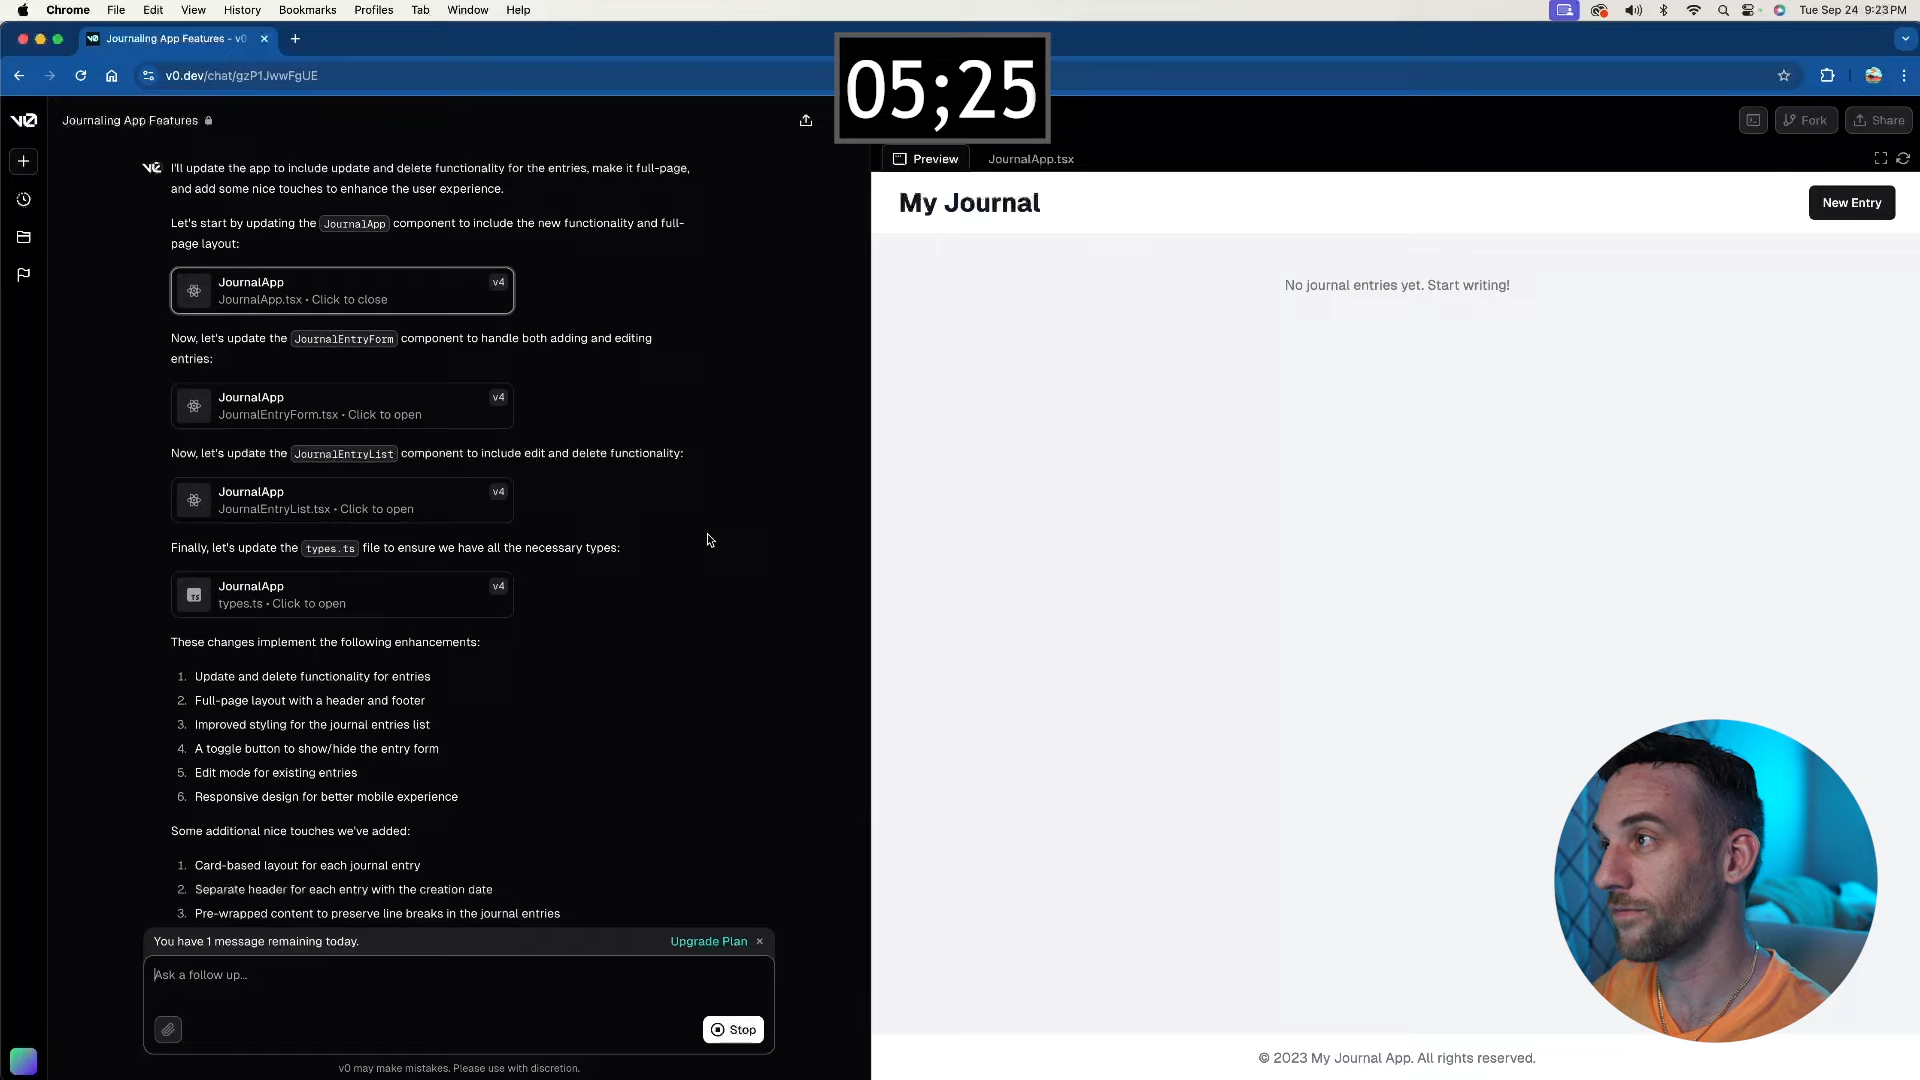 Chrome File Edit View History Bookmarks Profiles Tab Window Help
Tue Sep 24 9:23 PM
Journaling App Features - v0
v0.dev/chat/gzP1JwwFgUE
05;25
Journaling App Features
Fork
Share
Preview
JournalApp.tsx
I'll update the app to include update and delete functionality for the entries, make it full-page,
and add some nice touches to enhance the user experience.
Let's start by updating the JournalApp component to include the new functionality and full-
page layout:
JournalApp v4
JournalApp.tsx • Click to close
Now, let's update the JournalEntryForm component to handle both adding and editing
entries:
JournalApp v4
JournalEntryForm.tsx • Click to open
Now, let's update the JournalEntryList component to include edit and delete functionality:
JournalApp v4
JournalEntryList.tsx • Click to open
Finally, let's update the types.ts file to ensure we have all the necessary types:
JournalApp v4
TS
types.ts • Click to open
These changes implement the following enhancements:
1. Update and delete functionality for entries
2. Full-page layout with a header and footer
3. Improved styling for the journal entries list
4. A toggle button to show/hide the entry form
5. Edit mode for existing entries
6. Responsive design for better mobile experience
Some additional nice touches we've added:
1. Card-based layout for each journal entry
2. Separate header for each entry with the creation date
3. Pre-wrapped content to preserve line breaks in the journal entries
You have 1 message remaining today.
Upgrade Plan ×
Ask a follow up...
Stop
v0 may make mistakes. Please use with discretion.
My Journal
New Entry
No journal entries yet. Start writing!
© 2023 My Journal App. All rights reserved.